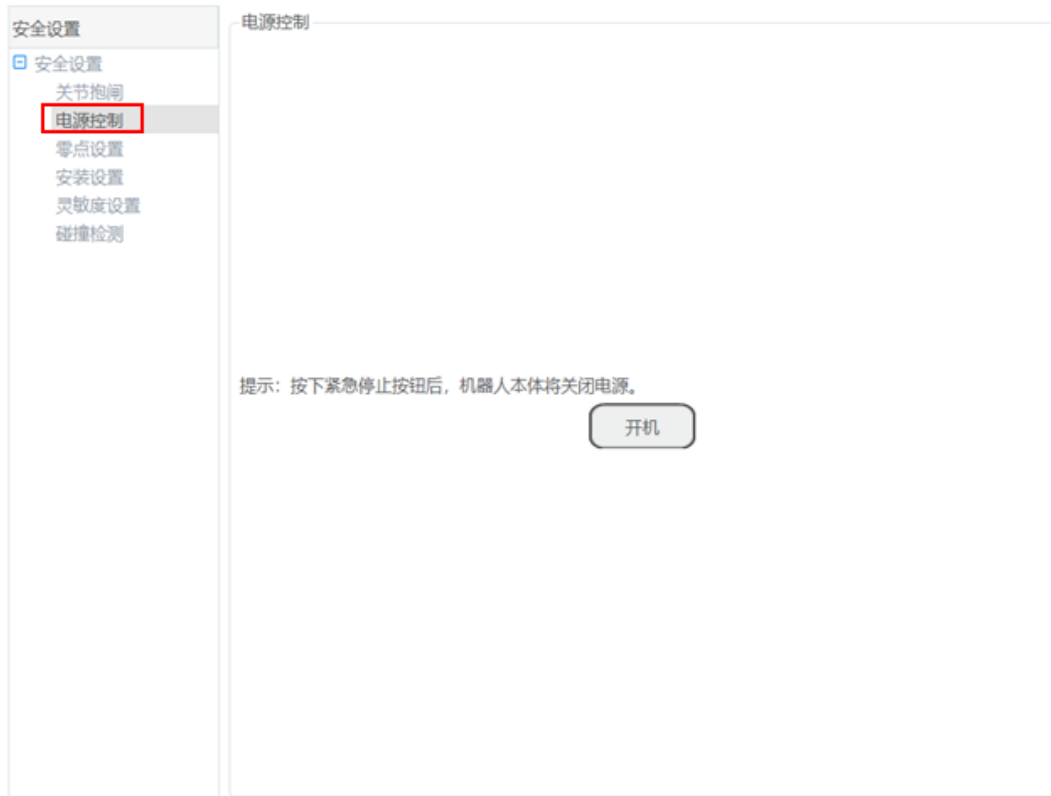 安全设置
安全设置
关节抱闸
电源控制
零点设置
安装设置
灵敏度设置
碰撞检测
电源控制
提示：按下紧急停止按钮后，机器人本体将关闭电源。
开机